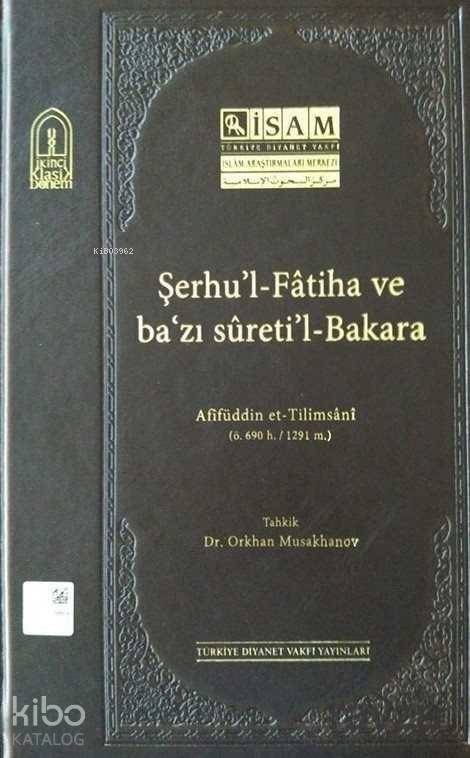 İSAM
TÜRKİYE DİYANET VAKFI
İSLÂM ARAŞTIRMALARI MERKEZİ
مركز البحوث الإسلامية
ikinci
klasik
dönem
Ki808962
Şerhu’l-Fâtiha ve
ba‘zı sûreti’l-Bakara
Afîfüddin et-Tilimsânî
(ö. 690 h. / 1291 m.)
Tahkik
Dr. Orkhan Musakhanov
TÜRKİYE DİYANET VAKFI YAYINLARI
kibo
KATALOG